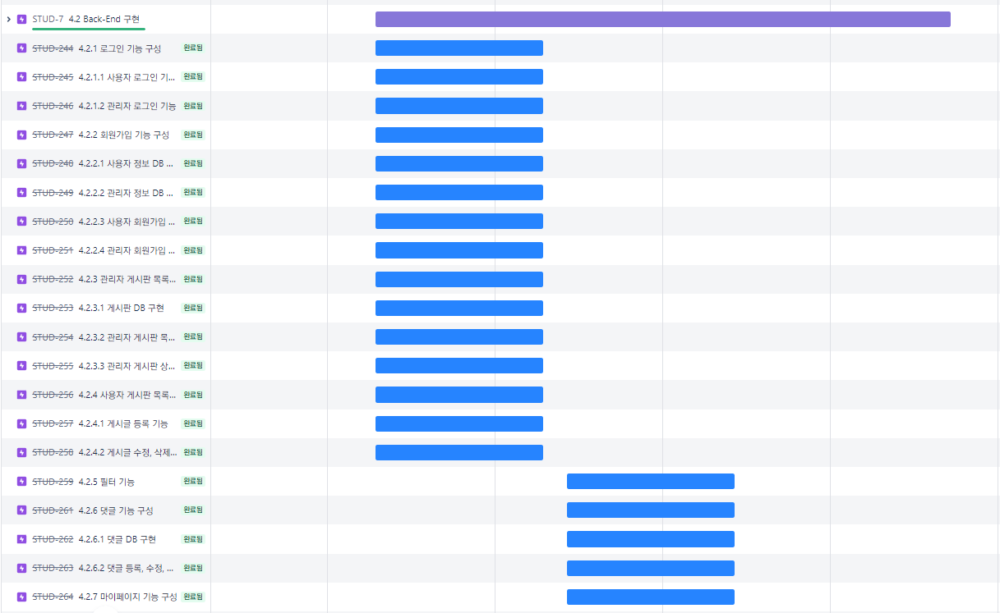 STUD-7 4.2 Back-End 구현
STUD-244 4.2.1 로그인 기능 구성 완료됨
STUD-245 4.2.1.1 사용자 로그인 기... 완료됨
STUD-246 4.2.1.2 관리자 로그인 기능 완료됨
STUD-247 4.2.2 회원가입 기능 구성 완료됨
STUD-248 4.2.2.1 사용자 정보 DB ... 완료됨
STUD-249 4.2.2.2 관리자 정보 DB ... 완료됨
STUD-250 4.2.2.3 사용자 회원가입 ... 완료됨
STUD-251 4.2.2.4 관리자 회원가입 ... 완료됨
STUD-252 4.2.3 관리자 게시판 목록... 완료됨
STUD-253 4.2.3.1 게시판 DB 구현 완료됨
STUD-254 4.2.3.2 관리자 게시판 목... 완료됨
STUD-255 4.2.3.3 관리자 게시판 상... 완료됨
STUD-256 4.2.4 사용자 게시판 목록... 완료됨
STUD-257 4.2.4.1 게시글 등록 기능 완료됨
STUD-258 4.2.4.2 게시글 수정, 삭제... 완료됨
STUD-259 4.2.5 필터 기능 완료됨
STUD-261 4.2.6 댓글 기능 구성 완료됨
STUD-262 4.2.6.1 댓글 DB 구현 완료됨
STUD-263 4.2.6.2 댓글 등록, 수정, ... 완료됨
STUD-264 4.2.7 마이페이지 기능 구성 완료됨